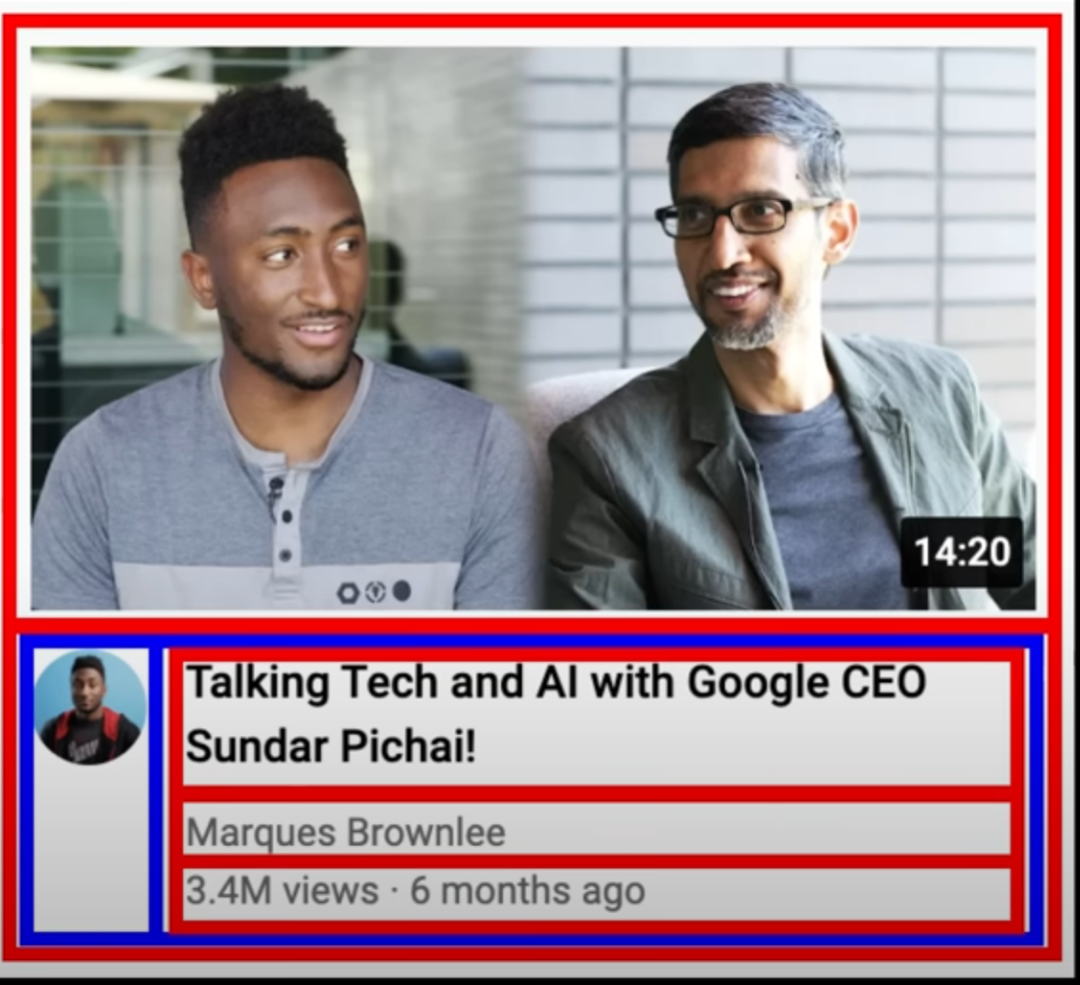 14:20
Talking Tech and AI with Google CEO
Sundar Pichai!
Marques Brownlee
3.4M views · 6 months ago